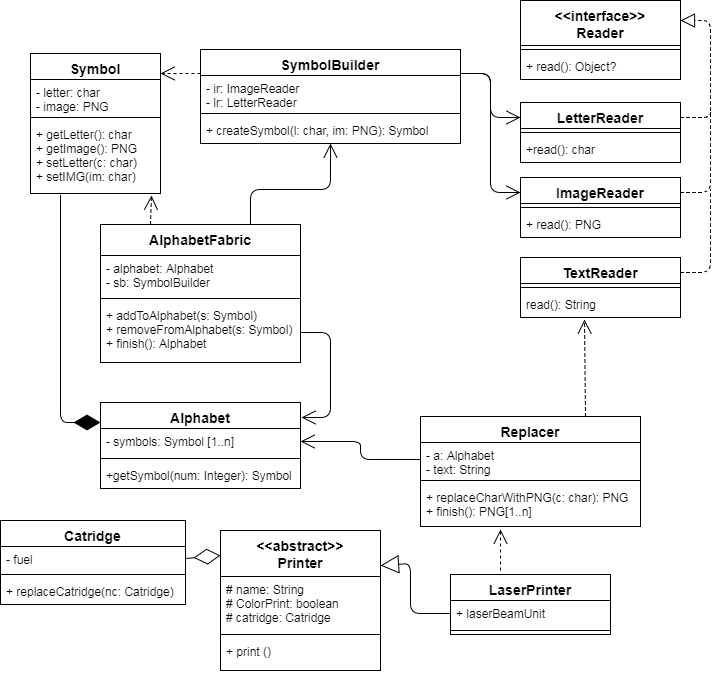 <<interface>>
Reader
+ read(): Object?
Symbol
- letter: char
- image: PNG
+ getLetter(): char
+ getImage(): PNG
+ setLetter(c: char)
+ setIMG(im: char)
SymbolBuilder
- ir: ImageReader
- lr: LetterReader
+ createSymbol(l: char, im: PNG): Symbol
LetterReader
+read(): char
ImageReader
+ read(): PNG
AlphabetFabric
- alphabet: Alphabet
- sb: SymbolBuilder
+ addToAlphabet(s: Symbol)
+ removeFromAlphabet(s: Symbol)
+ finish(): Alphabet
TextReader
read(): String
Alphabet
- symbols: Symbol [1..n]
+getSymbol(num: Integer): Symbol
Replacer
- a: Alphabet
- text: String
+ replaceCharWithPNG(c: char): PNG
+ finish(): PNG[1..n]
Catridge
- fuel
+ replaceCatridge(nc: Catridge)
<<abstract>>
Printer
# name: String
# ColorPrint: boolean
# catridge: Catridge
+ print ()
LaserPrinter
+ laserBeamUnit